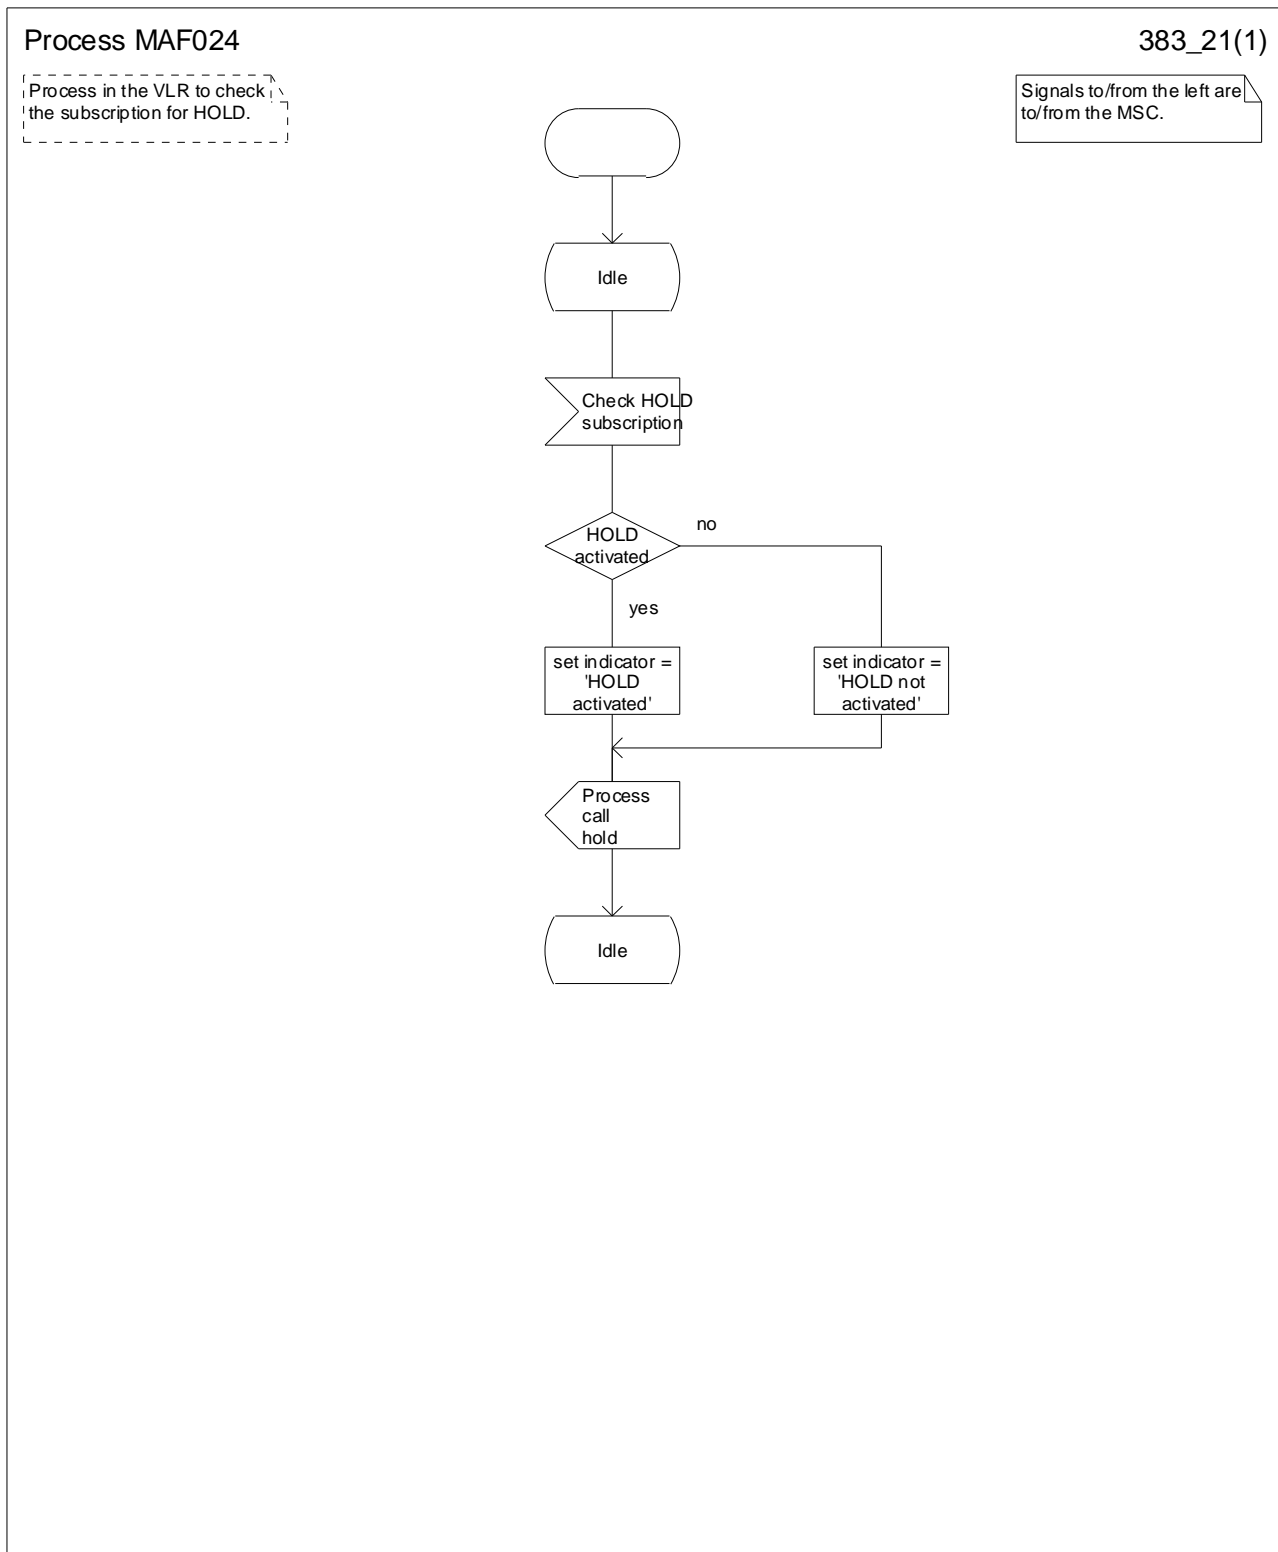 Process MAF024
383_21(1)
Process in the VLR to check
the subscription for HOLD.
Signals to/from the left are
to/from the MSC.
Idle
Check HOLD
subscription
HOLD
activated
no
yes
set indicator =
'HOLD
activated'
set indicator =
'HOLD not
activated'
Process
call
hold
Idle